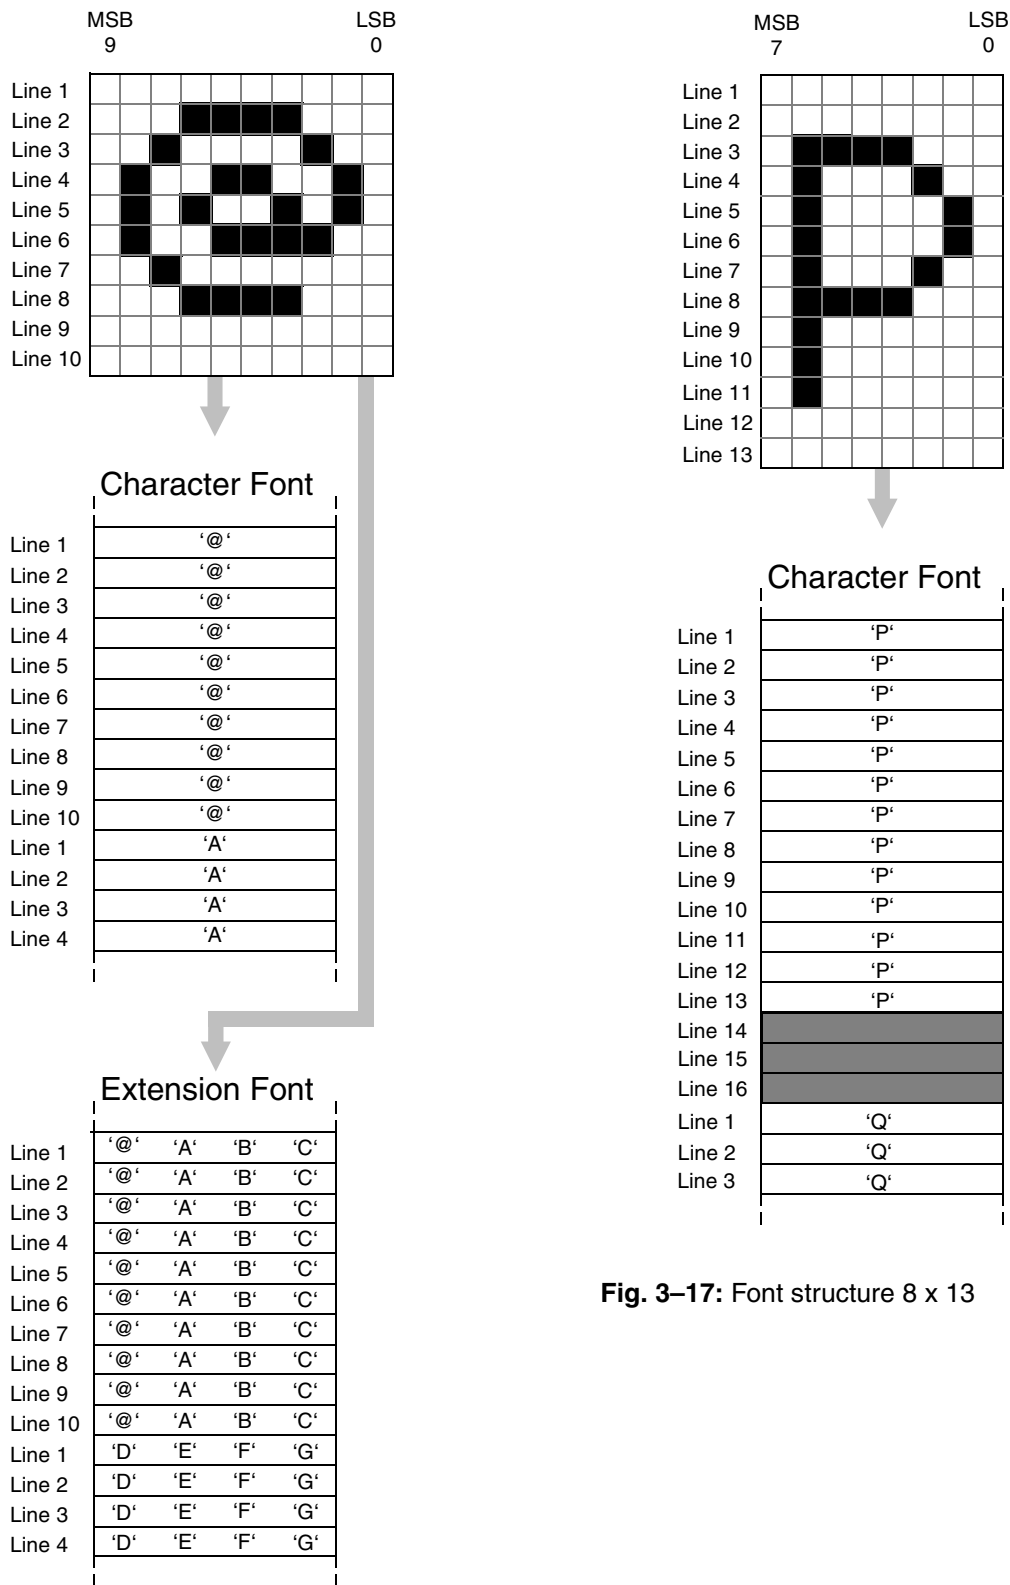 MSB LSB
9 0
Line 1
Line 2
Line 3
Line 4
Line 5
Line 6
Line 7
Line 8
Line 9
Line 10
Character Font
Line 1 ‘@‘
Line 2 ‘@‘
Line 3 ‘@‘
Line 4 ‘@‘
Line 5 ‘@‘
Line 6 ‘@‘
Line 7 ‘@‘
Line 8 ‘@‘
Line 9 ‘@‘
Line 10 ‘@‘
Line 1 ‘A‘
Line 2 ‘A‘
Line 3 ‘A‘
Line 4 ‘A‘
Extension Font
Line 1 ‘@‘ ‘A‘ ‘B‘ ‘C‘
Line 2 ‘@‘ ‘A‘ ‘B‘ ‘C‘
Line 3 ‘@‘ ‘A‘ ‘B‘ ‘C‘
Line 4 ‘@‘ ‘A‘ ‘B‘ ‘C‘
Line 5 ‘@‘ ‘A‘ ‘B‘ ‘C‘
Line 6 ‘@‘ ‘A‘ ‘B‘ ‘C‘
Line 7 ‘@‘ ‘A‘ ‘B‘ ‘C‘
Line 8 ‘@‘ ‘A‘ ‘B‘ ‘C‘
Line 9 ‘@‘ ‘A‘ ‘B‘ ‘C‘
Line 10 ‘@‘ ‘A‘ ‘B‘ ‘C‘
Line 1 ‘D‘ ‘E‘ ‘F‘ ‘G‘
Line 2 ‘D‘ ‘E‘ ‘F‘ ‘G‘
Line 3 ‘D‘ ‘E‘ ‘F‘ ‘G‘
Line 4 ‘D‘ ‘E‘ ‘F‘ ‘G‘
MSB LSB
7 0
Line 1
Line 2
Line 3
Line 4
Line 5
Line 6
Line 7
Line 8
Line 9
Line 10
Line 11
Line 12
Line 13
Character Font
Line 1 ‘P‘
Line 2 ‘P‘
Line 3 ‘P‘
Line 4 ‘P‘
Line 5 ‘P‘
Line 6 ‘P‘
Line 7 ‘P‘
Line 8 ‘P‘
Line 9 ‘P‘
Line 10 ‘P‘
Line 11 ‘P‘
Line 12 ‘P‘
Line 13 ‘P‘
Line 14
Line 15
Line 16
Line 1 ‘Q‘
Line 2 ‘Q‘
Line 3 ‘Q‘
Fig. 3–17: Font structure 8 x 13